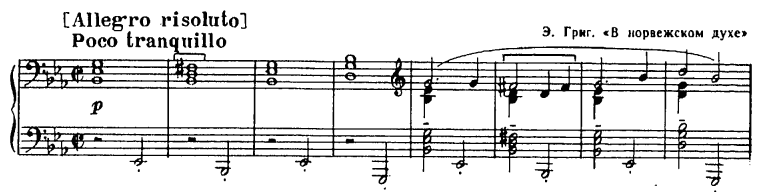 [Allegro risoluto]
Poco tranquillo
Э. Григ. «В норвежском духе»
p